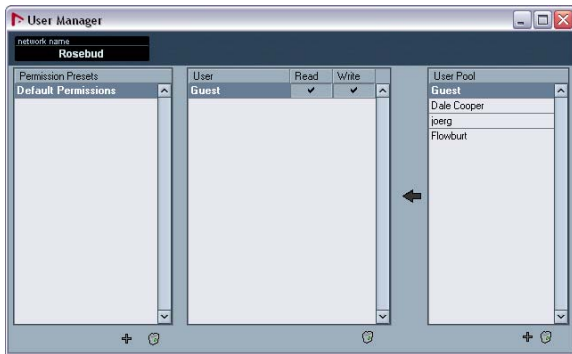 User Manager
network name
Rosebud
Permission Presets
Default Permissions
User Read Write
Guest
User Pool
Guest
Dale Cooper
joerg
Flowburt